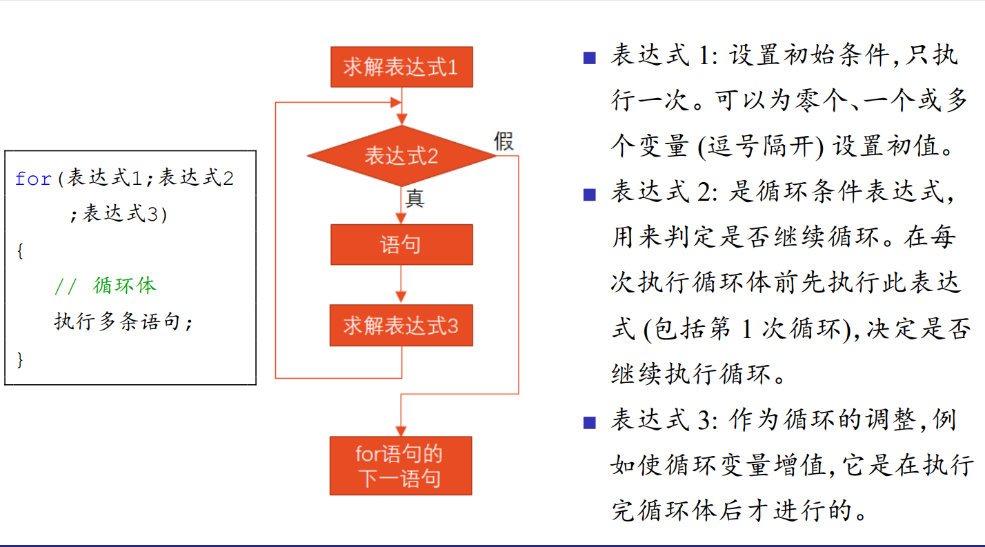 for(表达式1;表达式2
;表达式3)
{
// 循环体
执行多条语句;
}
求解表达式1
表达式2
假
真
语句
求解表达式3
for语句的
下一语句
■ 表达式 1: 设置初始条件,只执
行一次。可以为零个、一个或多
个变量 (逗号隔开) 设置初值。
■ 表达式 2: 是循环条件表达式,
用来判定是否继续循环。在每
次执行循环体前先执行此表达
式 (包括第 1 次循环),决定是否
继续执行循环。
■ 表达式 3: 作为循环的调整,例
如使循环变量增值,它是在执行
完循环体后才进行的。